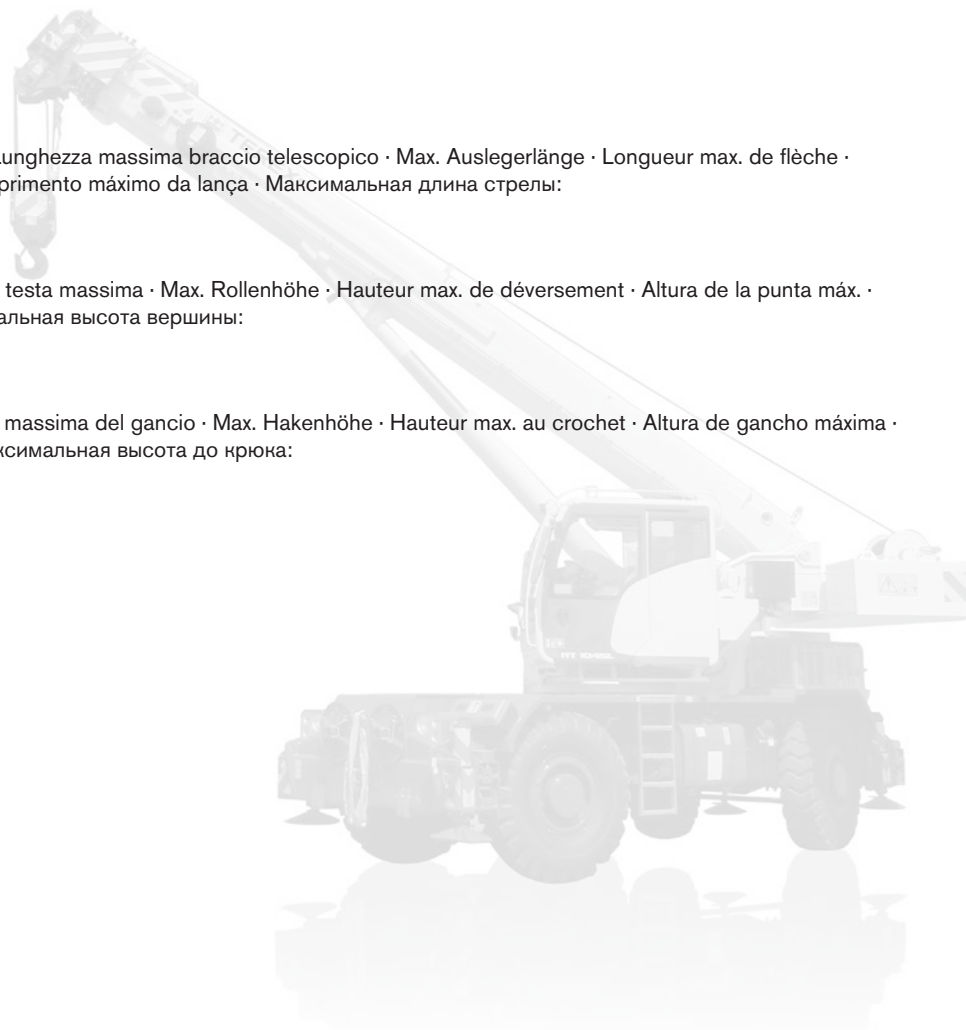 unghezza massima braccio telescopico · Max. Auslegerlänge · Longueur max. de flèche ·
primento máximo da lança · Максимальная длина стрелы:
testa massima · Max. Rollenhöhe · Hauteur max. de déversement · Altura de la punta máx. ·
альная высота вершины:
massima del gancio · Max. Hakenhöhe · Hauteur max. au crochet · Altura de gancho máxima ·
ксимальная высота до крюка: